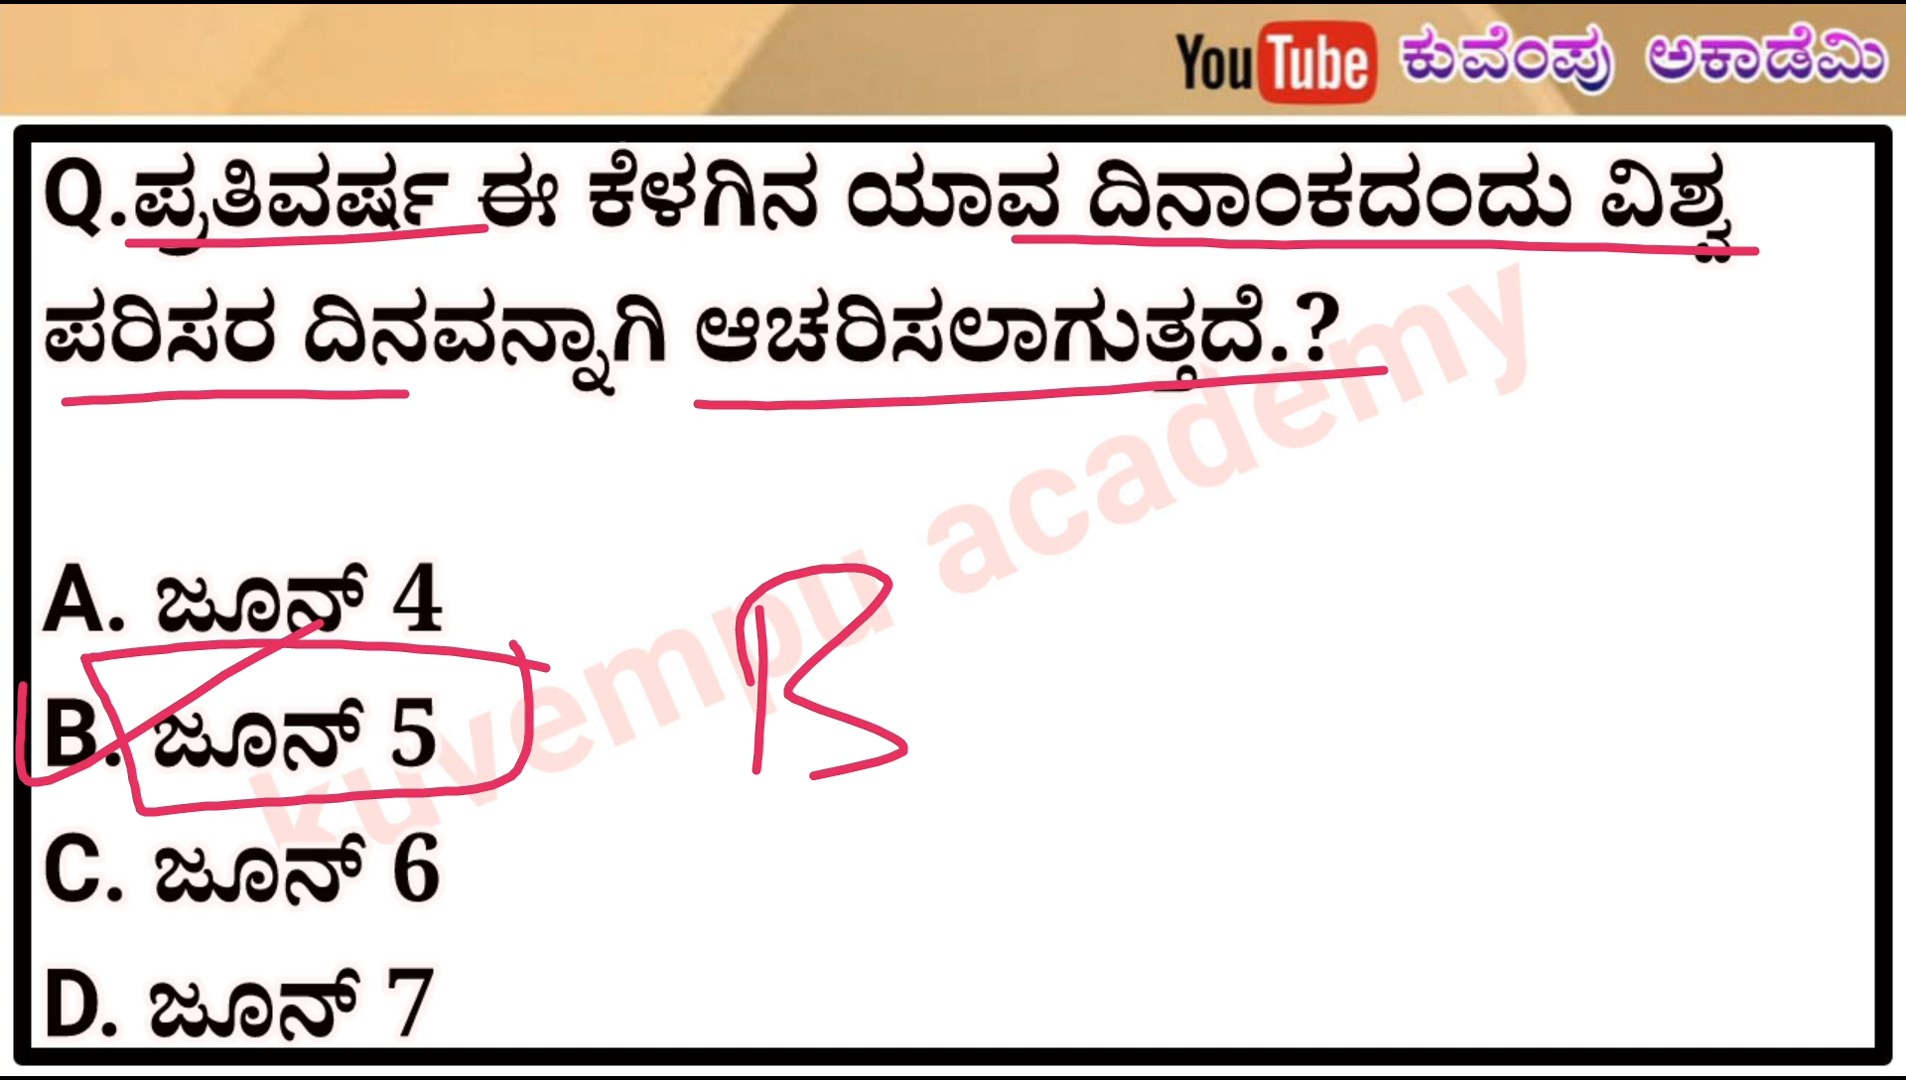 YouTube ಕುವೆಂಪು ಅಕಾಡೆಮಿ
Q.ಪ್ರತಿವರ್ಷ ಈ ಕೆಳಗಿನ ಯಾವ ದಿನಾಂಕದಂದು ವಿಶ್ವ
ಪರಿಸರ ದಿನವನ್ನಾಗಿ ಆಚರಿಸಲಾಗುತ್ತದೆ.?
kuvempu academy
A. ಜೂನ್ 4
B. ಜೂನ್ 5
B
C. ಜೂನ್ 6
D. ಜೂನ್ 7